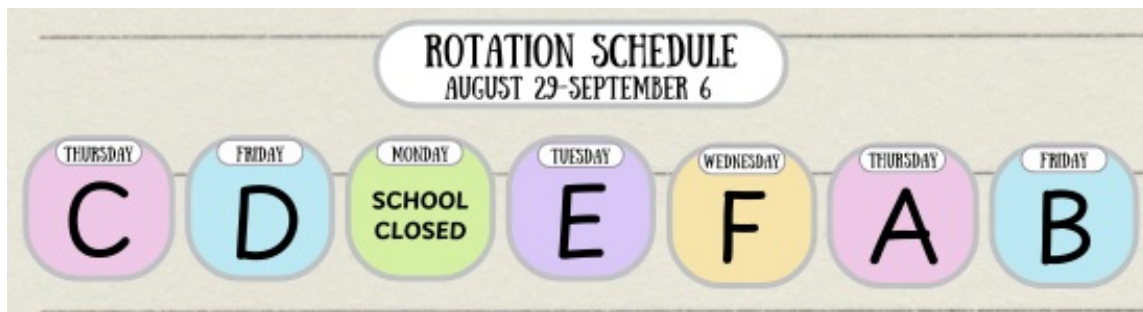 ROTATION SCHEDULE
AUGUST 29-SEPTEMBER 6
THURSDAY
C
FRIDAY
D
MONDAY
SCHOOL
CLOSED
TUESDAY
E
WEDNESDAY
F
THURSDAY
A
FRIDAY
B